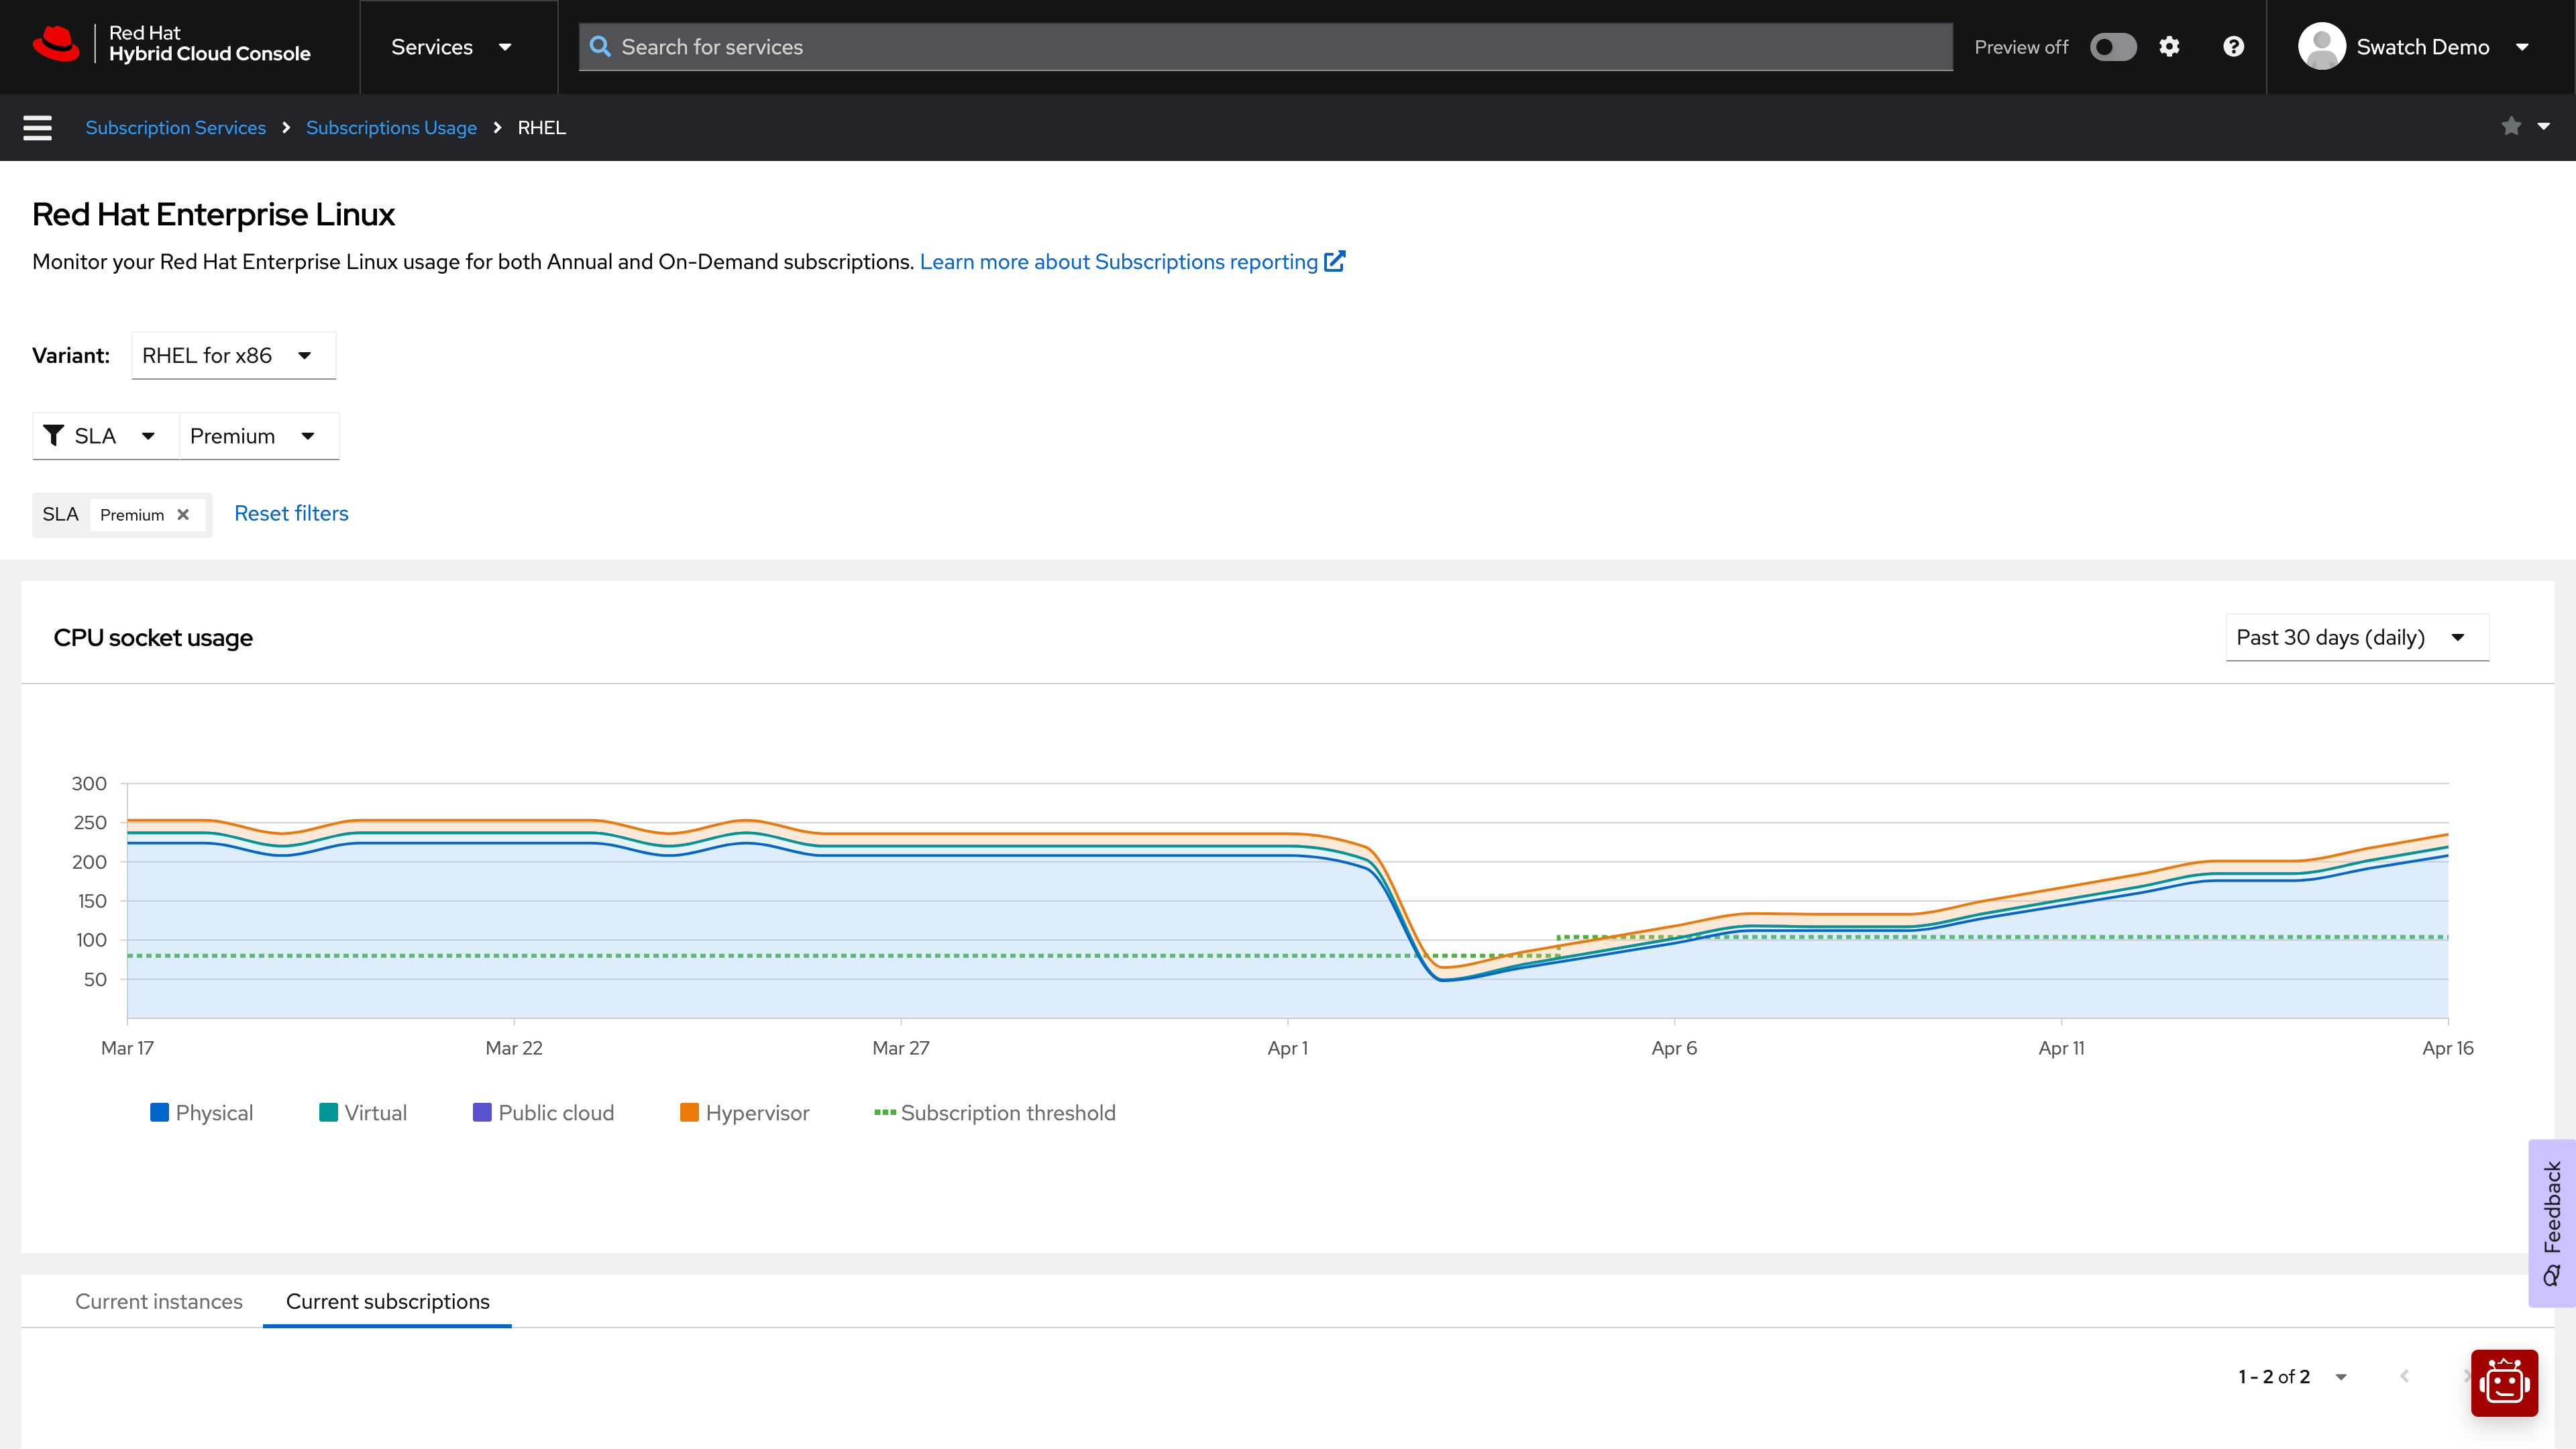 Red Hat
Hybrid Cloud Console
Services
Search for services
Preview off
Swatch Demo
Subscription Services
Subscriptions Usage
RHEL
Red Hat Enterprise Linux
Monitor your Red Hat Enterprise Linux usage for both Annual and On-Demand subscriptions. Learn more about Subscriptions reporting
Variant:
RHEL for x86
SLA
Premium
SLA
Premium
Reset filters
CPU socket usage
Past 30 days (daily)
300
250
200
150
100
50
Mar 17
Mar 22
Mar 27
Apr 1
Apr 6
Apr 11
Apr 16
Physical
Virtual
Public cloud
Hypervisor
Subscription threshold
Feedback
Current instances
Current subscriptions
1 - 2 of 2